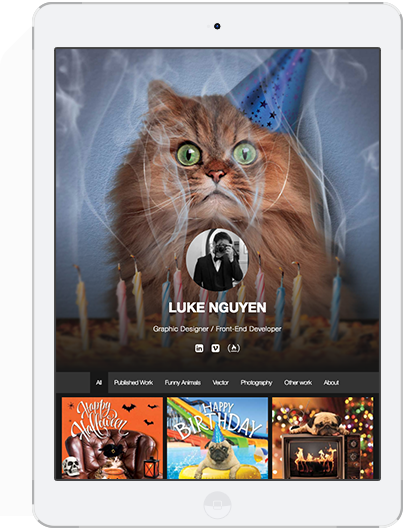 LUKE NGUYEN
Graphic Designer / Front-End Developer
in
All Published Work Funny Animals Vector Photography Other work About
Happy Halloween!
HAPPY
BIRTHDAY